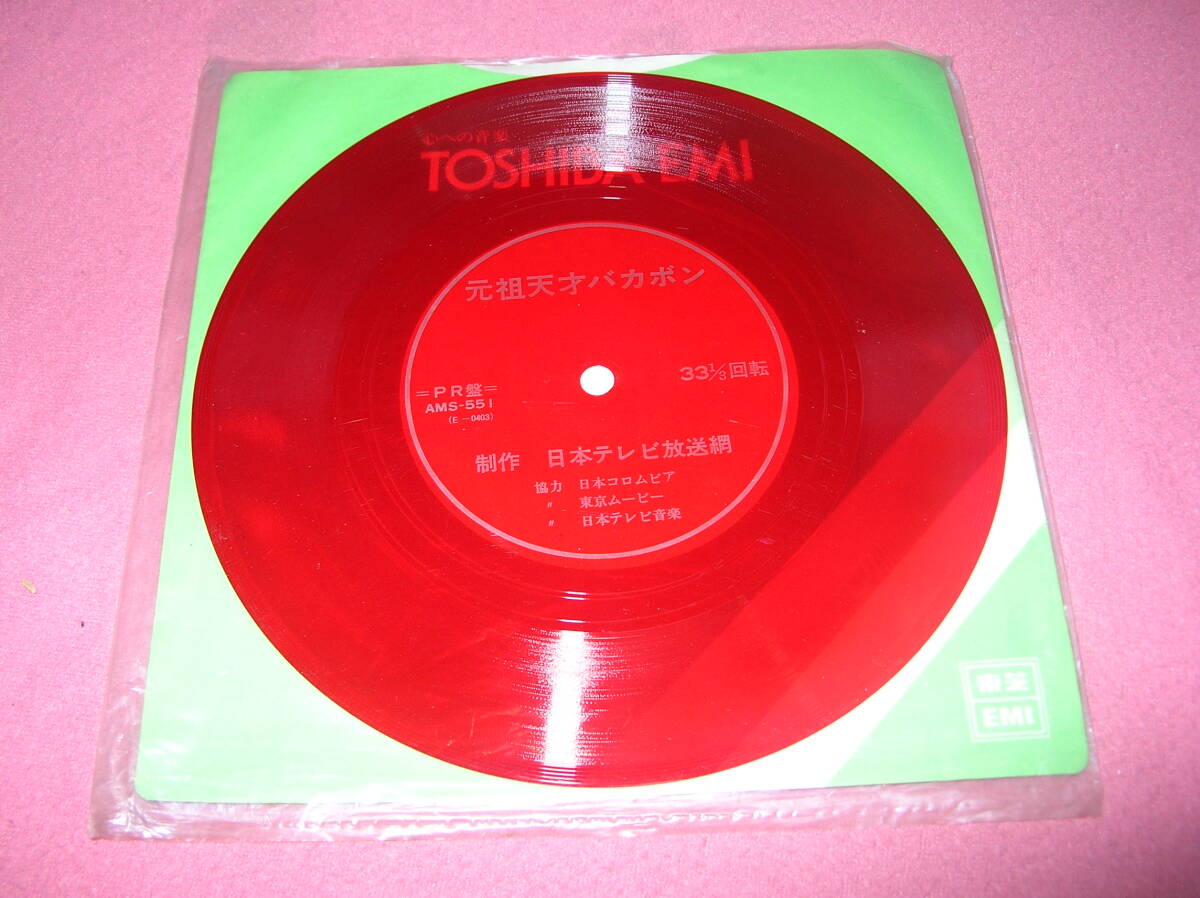 心への音楽
TOSHIBA EMI
元祖天才バカボン
33⅓回転
=PR盤=
AMS-551
(E-0403)
制作 日本テレビ放送網
協力 日本コロムビア
〃 東京ムービー
〃 日本テレビ音楽
東芝
EMI